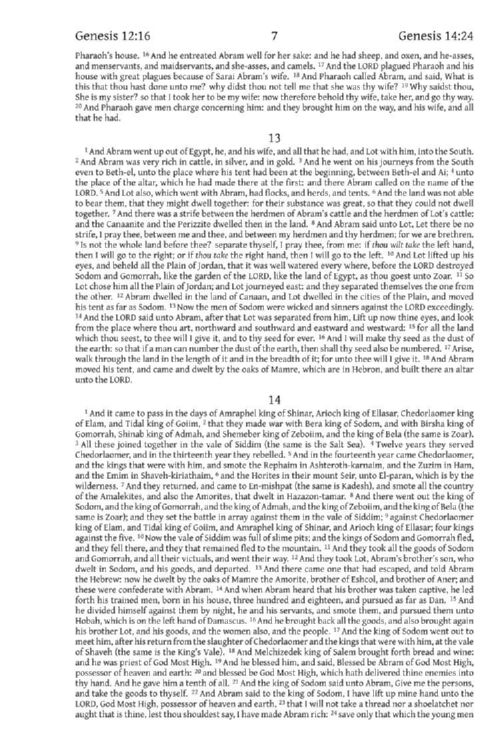 Genesis 12:16 7 Genesis 14:24
Pharaoh's house. 16 And he entreated Abram well for her sake: and he had sheep, and oxen, and he-asses,
and menservants, and maidservants, and she-asses, and camels. 17 And the LORD plagued Pharaoh and his
house with great plagues because of Sarai Abram's wife. 18 And Pharaoh called Abram, and said, What is
this that thou hast done unto me? why didst thou not tell me that she was thy wife? 19 Why saidst thou,
She is my sister? so that I took her to be my wife: now therefore behold thy wife, take her, and go thy way.
20 And Pharaoh gave men charge concerning him: and they brought him on the way, and his wife, and all
that he had.
13
1 And Abram went up out of Egypt, he, and his wife, and all that he had, and Lot with him, into the South.
2 And Abram was very rich in cattle, in silver, and in gold. 3 And he went on his journeys from the South
even to Beth-el, unto the place where his tent had been at the beginning, between Beth-el and Ai; 4 unto
the place of the altar, which he had made there at the first: and there Abram called on the name of the
LORD. 5 And Lot also, which went with Abram, had flocks, and herds, and tents. 6 And the land was not able
to bear them, that they might dwell together: for their substance was great, so that they could not dwell
together. 7 And there was a strife between the herdmen of Abram's cattle and the herdmen of Lot's cattle:
and the Canaanite and the Perizzite dwelled then in the land. 8 And Abram said unto Lot, Let there be no
strife, I pray thee, between me and thee, and between my herdmen and thy herdmen; for we are brethren.
9 Is not the whole land before thee? separate thyself, I pray thee, from me: if thou wilt take the left hand,
then I will go to the right; or if thou take the right hand, then I will go to the left. 10 And Lot lifted up his
eyes, and beheld all the Plain of Jordan, that it was well watered every where, before the LORD destroyed
Sodom and Gomorrah, like the garden of the LORD, like the land of Egypt, as thou goest unto Zoar. 11 So
Lot chose him all the Plain of Jordan; and Lot journeyed east: and they separated themselves the one from
the other. 12 Abram dwelled in the land of Canaan, and Lot dwelled in the cities of the Plain, and moved
his tent as far as Sodom. 13 Now the men of Sodom were wicked and sinners against the LORD exceedingly.
14 And the LORD said unto Abram, after that Lot was separated from him, Lift up now thine eyes, and look
from the place where thou art, northward and southward and eastward and westward: 15 for all the land
which thou seest, to thee will I give it, and to thy seed for ever. 16 And I will make thy seed as the dust of
the earth: so that if a man can number the dust of the earth, then shall thy seed also be numbered. 17 Arise,
walk through the land in the length of it and in the breadth of it; for unto thee will I give it. 18 And Abram
moved his tent, and came and dwelt by the oaks of Mamre, which are in Hebron, and built there an altar
unto the LORD.
14
1 And it came to pass in the days of Amraphel king of Shinar, Arioch king of Ellasar, Chedorlaomer king
of Elam, and Tidal king of Goiim, 2 that they made war with Bera king of Sodom, and with Birsha king of
Gomorrah, Shinab king of Admah, and Shemeber king of Zeboiim, and the king of Bela (the same is Zoar).
3 All these joined together in the vale of Siddim (the same is the Salt Sea). 4 Twelve years they served
Chedorlaomer, and in the thirteenth year they rebelled. 5 And in the fourteenth year came Chedorlaomer,
and the kings that were with him, and smote the Rephaim in Ashteroth-karnaim, and the Zuzim in Ham,
and the Emim in Shaveh-kiriathaim, 6 and the Horites in their mount Seir, unto El-paran, which is by the
wilderness. 7 And they returned, and came to En-mishpat (the same is Kadesh), and smote all the country
of the Amalekites, and also the Amorites, that dwelt in Hazazon-tamar. 8 And there went out the king of
Sodom, and the king of Gomorrah, and the king of Admah, and the king of Zeboiim, and the king of Bela (the
same is Zoar); and they set the battle in array against them in the vale of Siddim; 9 against Chedorlaomer
king of Elam, and Tidal king of Goiim, and Amraphel king of Shinar, and Arioch king of Ellasar; four kings
against the five. 10 Now the vale of Siddim was full of slime pits; and the kings of Sodom and Gomorrah fled,
and they fell there, and they that remained fled to the mountain. 11 And they took all the goods of Sodom
and Gomorrah, and all their victuals, and went their way. 12 And they took Lot, Abram's brother's son, who
dwelt in Sodom, and his goods, and departed. 13 And there came one that had escaped, and told Abram
the Hebrew: now he dwelt by the oaks of Mamre the Amorite, brother of Eshcol, and brother of Aner; and
these were confederate with Abram. 14 And when Abram heard that his brother was taken captive, he led
forth his trained men, born in his house, three hundred and eighteen, and pursued as far as Dan. 15 And
he divided himself against them by night, he and his servants, and smote them, and pursued them unto
Hobah, which is on the left hand of Damascus. 16 And he brought back all the goods, and also brought again
his brother Lot, and his goods, and the women also, and the people. 17 And the king of Sodom went out to
meet him, after his return from the slaughter of Chedorlaomer and the kings that were with him, at the vale
of Shaveh (the same is the King's Vale). 18 And Melchizedek king of Salem brought forth bread and wine:
and he was priest of God Most High. 19 And he blessed him, and said, Blessed be Abram of God Most High,
possessor of heaven and earth: 20 and blessed be God Most High, which hath delivered thine enemies into
thy hand. And he gave him a tenth of all. 21 And the king of Sodom said unto Abram, Give me the persons,
and take the goods to thyself. 22 And Abram said to the king of Sodom, I have lift up mine hand unto the
LORD, God Most High, possessor of heaven and earth, 23 that I will not take a thread nor a shoelatchet nor
aught that is thine, lest thou shouldest say, I have made Abram rich: 24 save only that which the young men